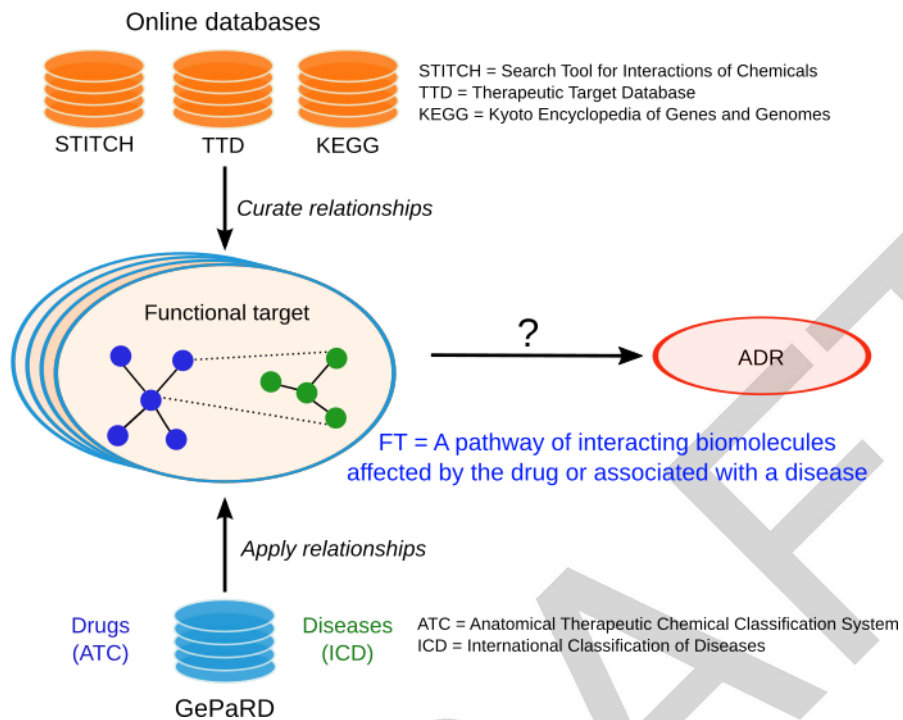 Online databases
STITCH = Search Tool for Interactions of Chemicals
TTD = Therapeutic Target Database
KEGG = Kyoto Encyclopedia of Genes and Genomes
STITCH
TTD
KEGG
Curate relationships
Functional target
?
ADR
FT = A pathway of interacting biomolecules
affected by the drug or associated with a disease
Apply relationships
Drugs
(ATC)
Diseases
(ICD)
ATC = Anatomical Therapeutic Chemical Classification System
ICD = International Classification of Diseases
GePaRD